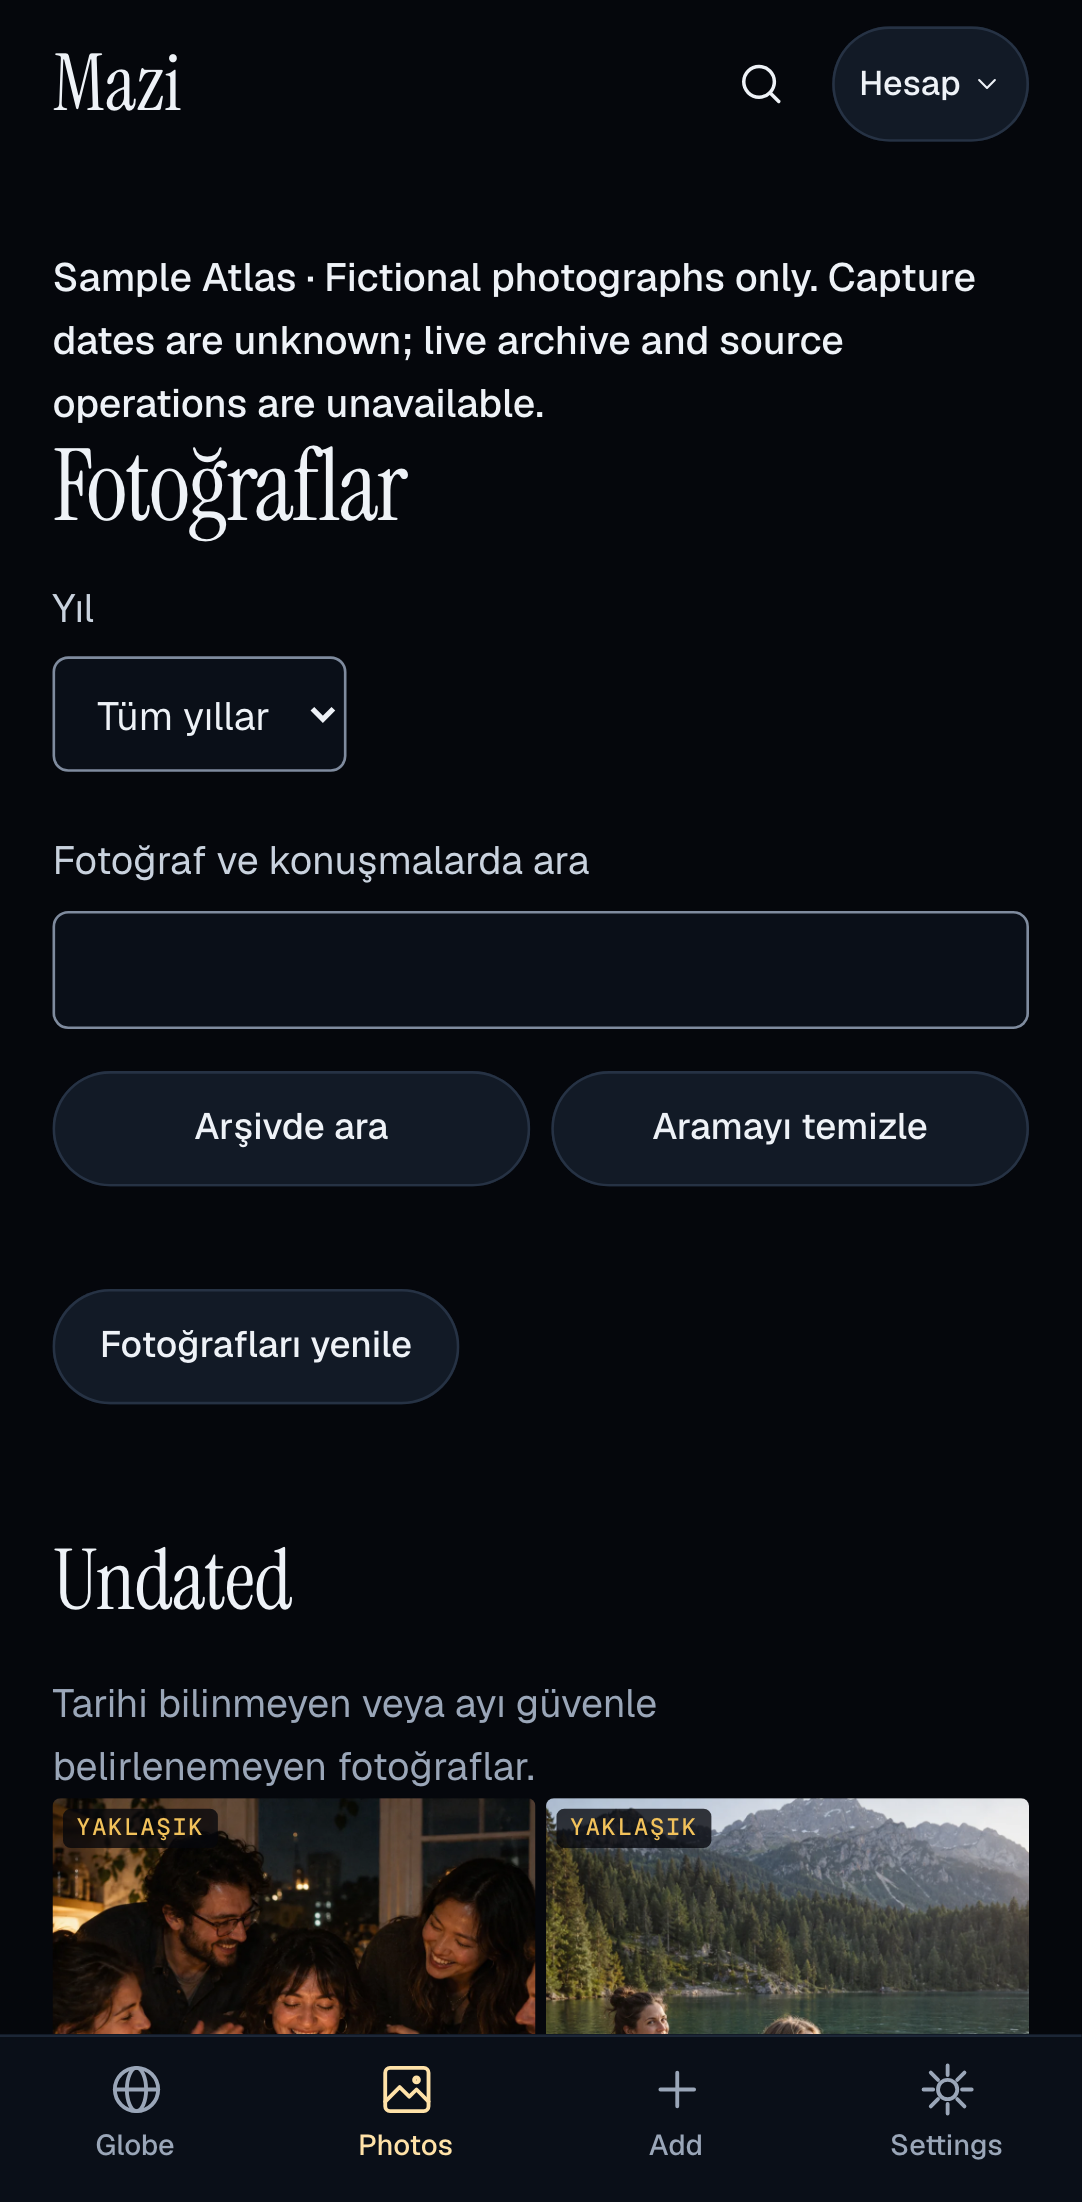 Mazi
Hesap
Sample Atlas · Fictional photographs only. Capture
dates are unknown; live archive and source
operations are unavailable.
Fotoğraflar
Yıl
Tüm yıllar
Fotoğraf ve konuşmalarda ara
Arşivde ara
Aramayı temizle
Fotoğrafları yenile
Undated
Tarihi bilinmeyen veya ayı güvenle
belirlenemeyen fotoğraflar.
YAKLAŞIK
YAKLAŞIK
Globe
Photos
Add
Settings